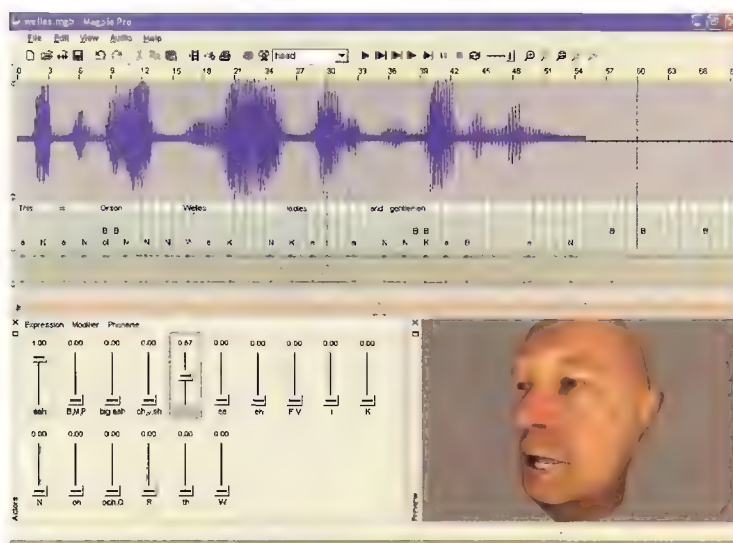 welles.mgb - Magpie Pro
File Edit View Audio Help
head
0 3 6 9 12 15 18 21 24 27 30 33 36 39 42 45 48 51 54 57 60 63 66
This is Orson Welles ladies and gentlemen
B B B B B B B
Expression Modifier Phoneme
1.00 0.00 0.00 0.00 0.67 0.00 0.00 0.00 0.00 0.00
aah B,M,P big aah ch,j,sh ee eh F,V i K
0.00 0.00 0.00 0.00 0.00 0.00
N oh ooh,Q R th W
Actors
Preview